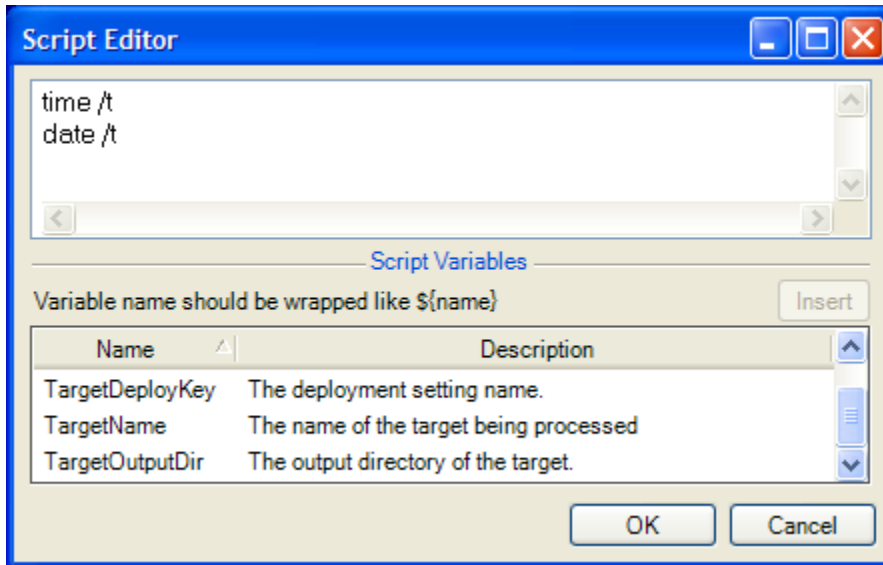 Script Editor
time /t
date /t
Script Variables
Variable name should be wrapped like ${name}
Insert
Name Description
TargetDeployKey The deployment setting name.
TargetName The name of the target being processed
TargetOutputDir The output directory of the target.
OK Cancel